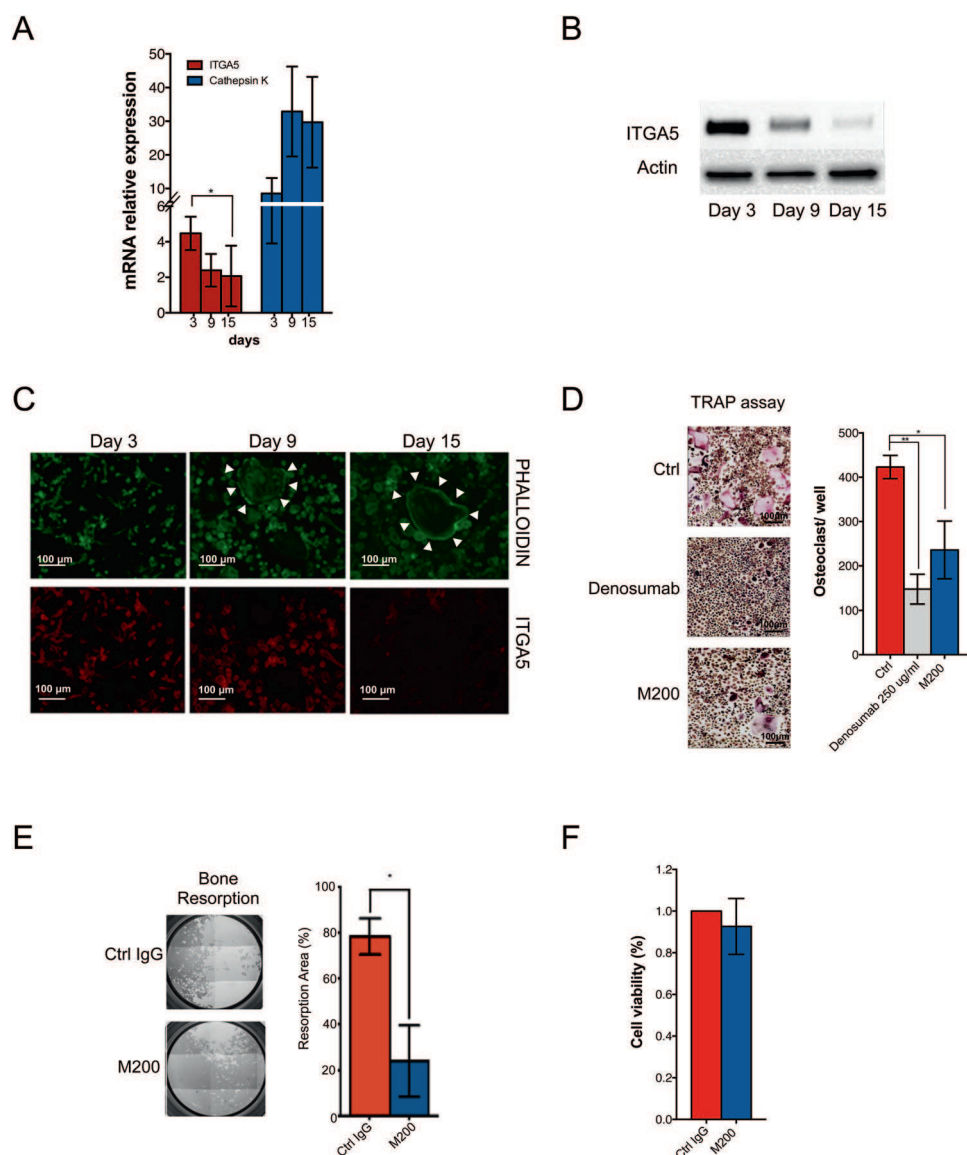 A
ITGA5
Cathepsin K
mRNA relative expression
50
40
30
20
10
6
4
2
0
3 9 15 3 9 15
days
B
ITGA5
Actin
Day 3 Day 9 Day 15
C
Day 3 Day 9 Day 15
PHALLOIDIN
100 µm 100 µm 100 µm
ITGA5
100 µm 100 µm 100 µm
D
TRAP assay
Ctrl
100µm
Denosumab
100µm
M200
100µm
Osteoclast/ well
500
400
300
200
100
0
** *
Ctrl
Denosumab 250 ug/ml
M200
E
Bone
Resorption
Ctrl IgG
M200
Resorption Area (%)
100
80
60
40
20
0
*
Ctrl IgG
M200
F
Cell viability (%)
1.2
1.0
0.8
0.6
0.4
0.2
0.0
Ctrl IgG
M200